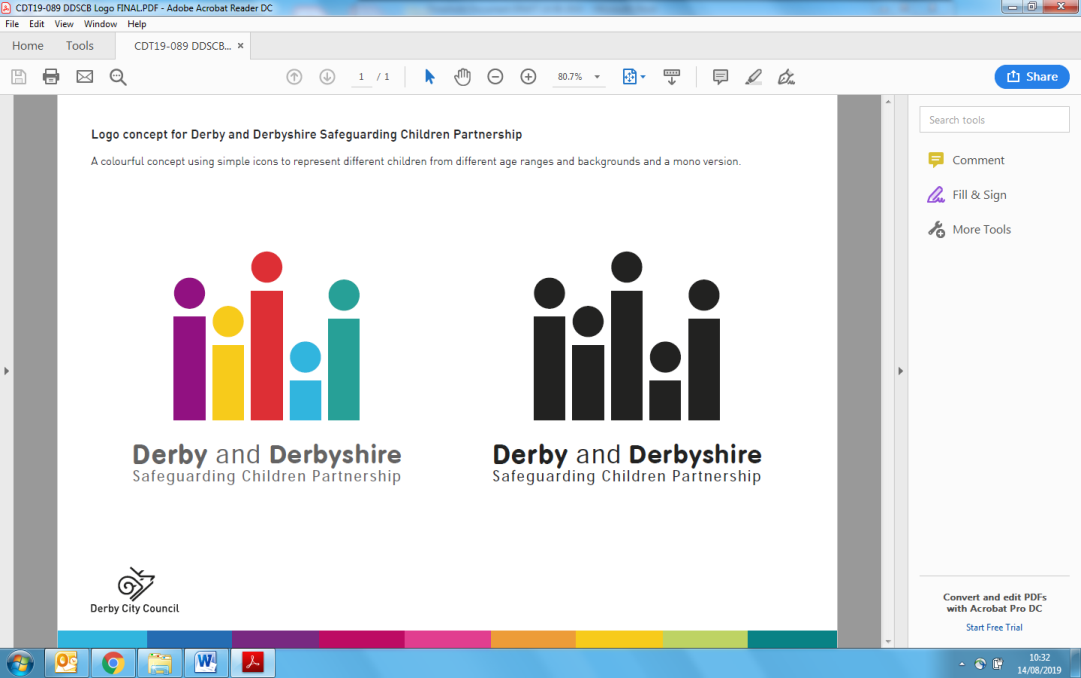 CDT19-089 DDSCB Logo FINAL.PDF - Adobe Acrobat Reader DC
File Edit View Window Help
Home Tools CDT19-089 DDSCB... ×
1 / 1 80.7% Share
Logo concept for Derby and Derbyshire Safeguarding Children Partnership
A colourful concept using simple icons to represent different children from different age ranges and backgrounds and a mono version.
Search tools
Comment
Fill & Sign
More Tools
Derby and Derbyshire
Safeguarding Children Partnership
Derby and Derbyshire
Safeguarding Children Partnership
Derby City Council
Convert and edit PDFs
with Acrobat Pro DC
Start Free Trial
10:32
14/08/2019